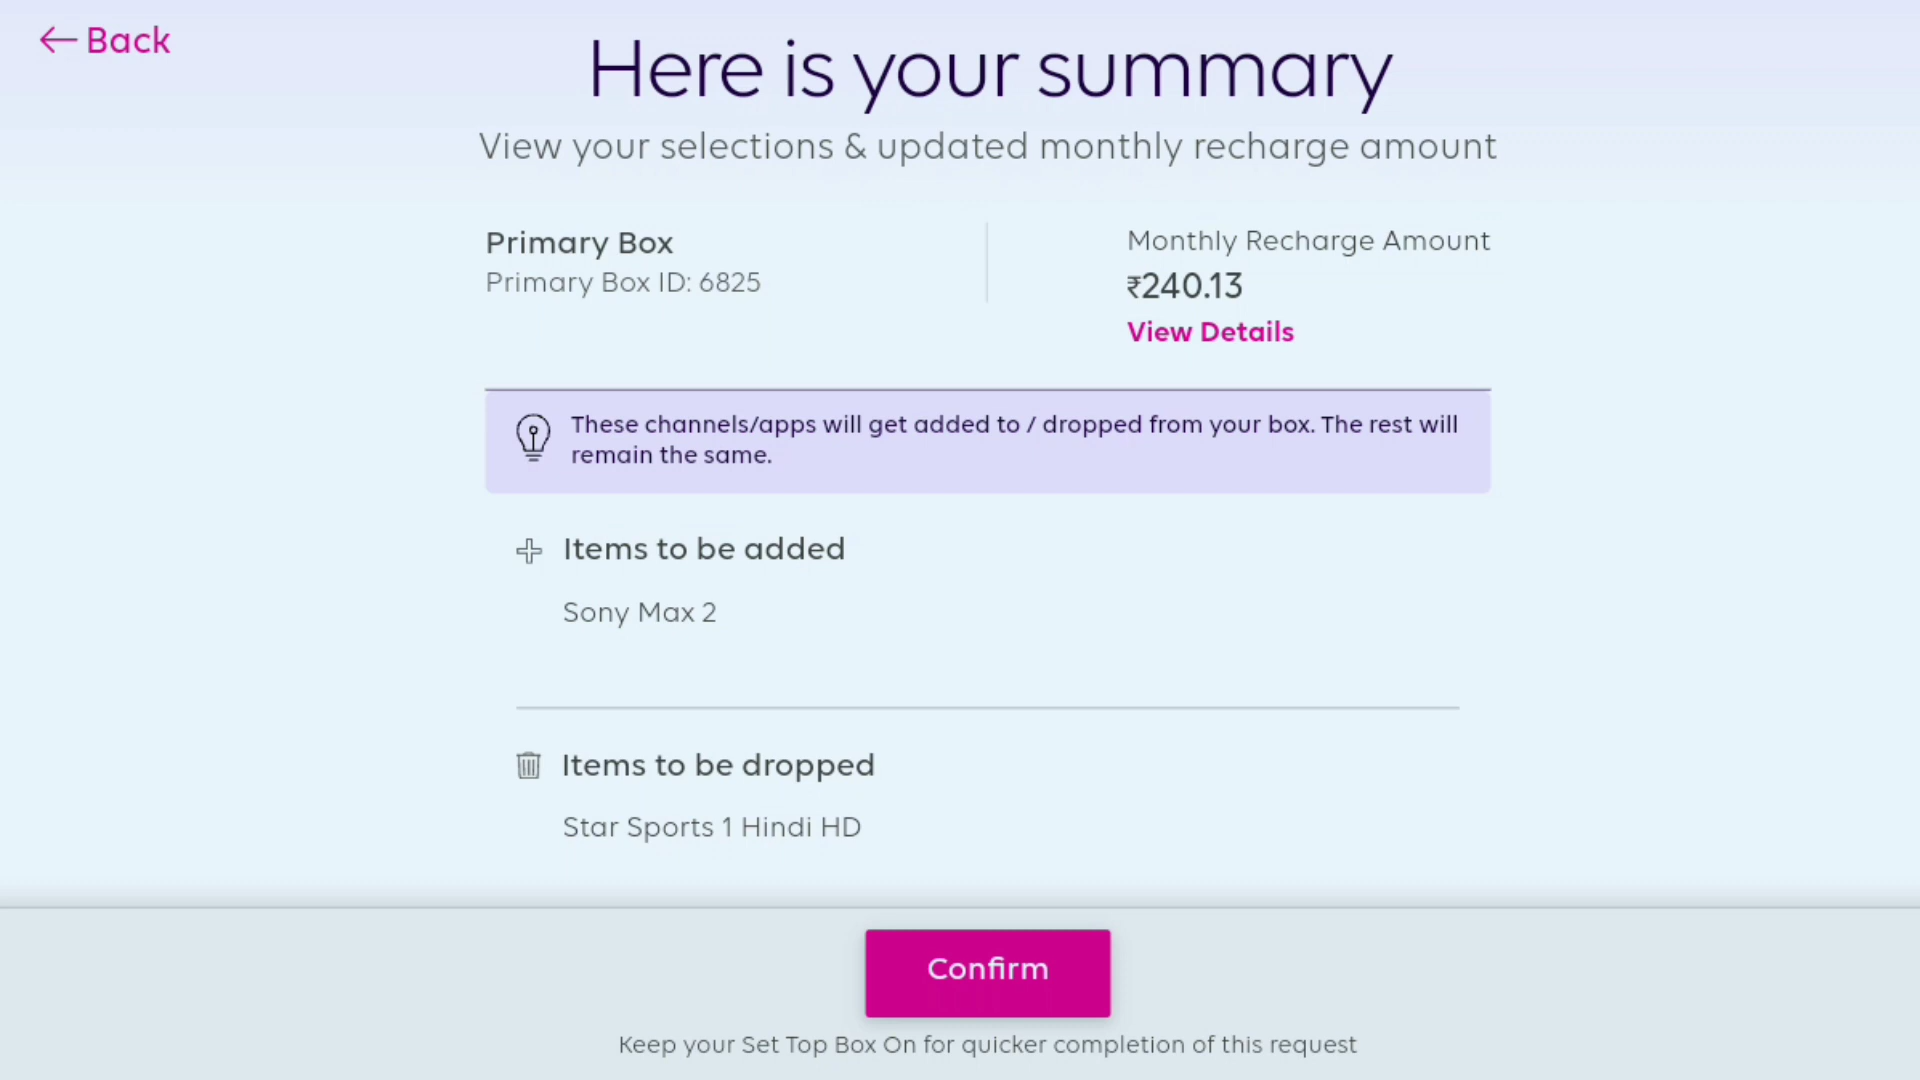 Back
Here is your summary
View your selections & updated monthly recharge amount
Primary Box
Primary Box ID: 6825
Monthly Recharge Amount
₹240.13
View Details
These channels/apps will get added to / dropped from your box. The rest will
remain the same.
Items to be added
Sony Max 2
Items to be dropped
Star Sports 1 Hindi HD
Confirm
Keep your Set Top Box On for quicker completion of this request